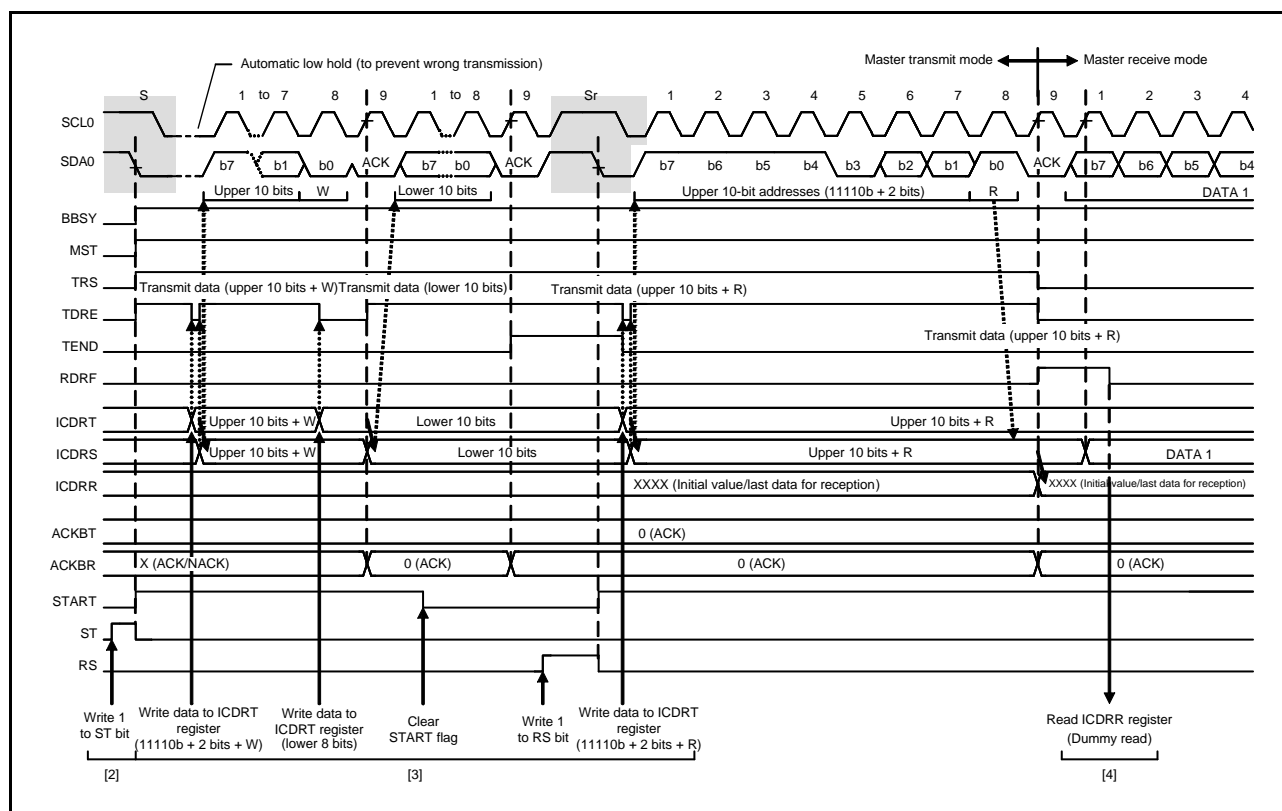 Master transmit mode Master receive mode
Automatic low hold (to prevent wrong transmission)
S 1 to 7 8 9 1 to 8 9 Sr 1 2 3 4 5 6 7 8 9 1 2 3 4
SCL0
SDA0 b7 b1 b0 ACK b7 b0 ACK b7 b6 b5 b4 b3 b2 b1 b0 ACK b7 b6 b5 b4
Upper 10 bits W Lower 10 bits Upper 10-bit addresses (11110b + 2 bits) R DATA 1
BBSY
MST
TRS
Transmit data (upper 10 bits + W) Transmit data (lower 10 bits) Transmit data (upper 10 bits + R)
TDRE
Transmit data (upper 10 bits + R)
TEND
RDRF
ICDRT Upper 10 bits + W Lower 10 bits Upper 10 bits + R
ICDRS Upper 10 bits + W Lower 10 bits Upper 10 bits + R DATA 1
ICDRR XXXX (Initial value/last data for reception) XXXX (Initial value/last data for reception)
ACKBT 0 (ACK)
ACKBR X (ACK/NACK) 0 (ACK) 0 (ACK) 0 (ACK)
START
ST
RS
Write 1
to ST bit
Write data to ICDRT
register
(11110b + 2 bits + W)
Write data to
ICDRT register
(lower 8 bits)
Clear
START flag
Write 1
to RS bit
Write data to ICDRT
register
(11110b + 2 bits + R)
Read ICDRR register
(Dummy read)
[2] [3] [4]